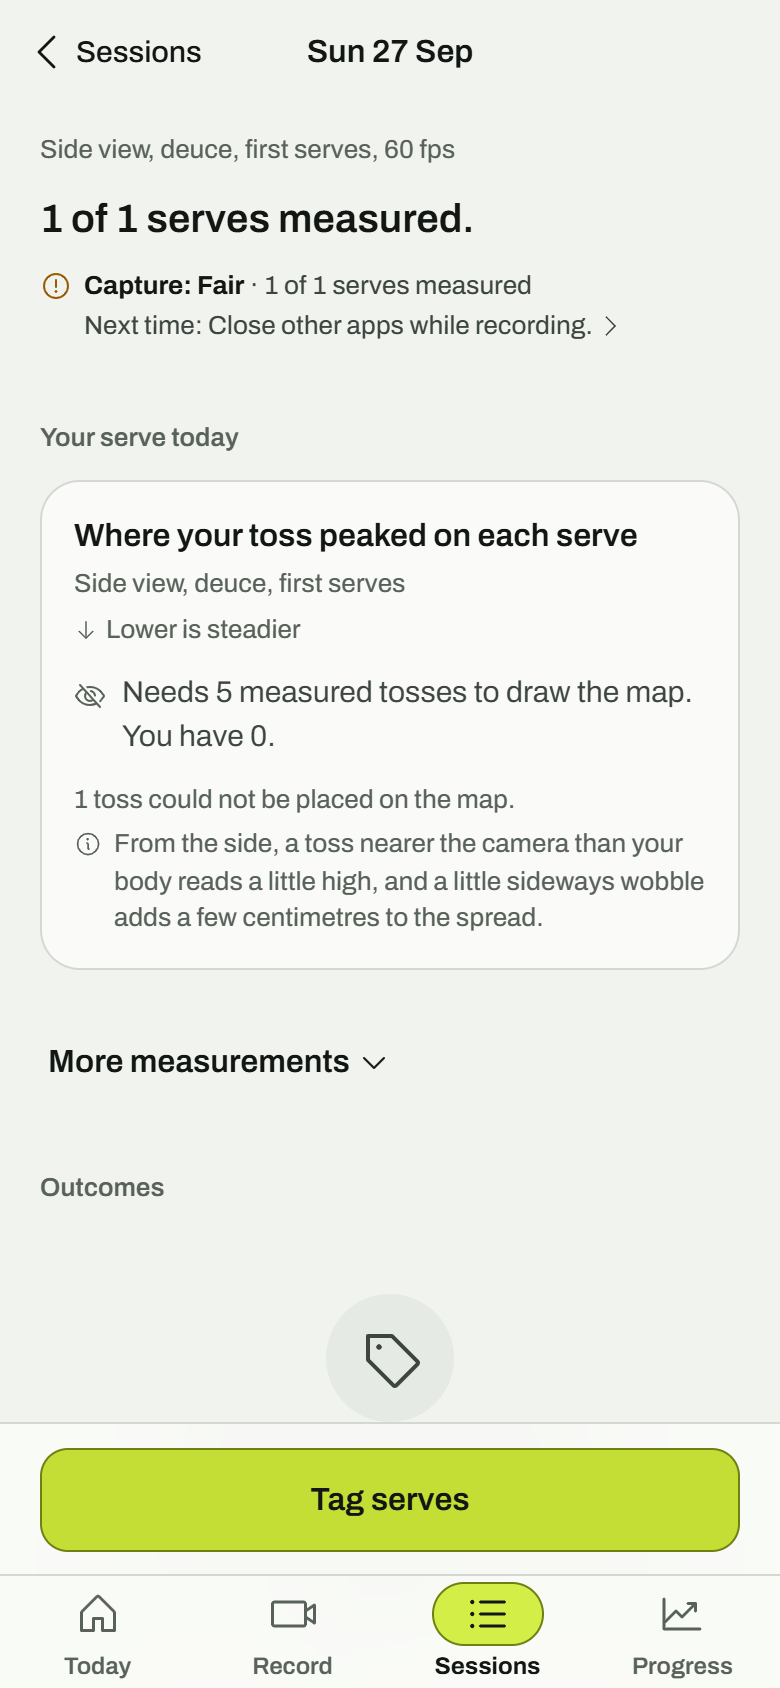 Sessions
Sun 27 Sep
Side view, deuce, first serves, 60 fps
1 of 1 serves measured.
Capture: Fair · 1 of 1 serves measured
Next time: Close other apps while recording.
Your serve today
Where your toss peaked on each serve
Side view, deuce, first serves
Lower is steadier
Needs 5 measured tosses to draw the map.
You have 0.
1 toss could not be placed on the map.
From the side, a toss nearer the camera than your
body reads a little high, and a little sideways wobble
adds a few centimetres to the spread.
More measurements
Outcomes
Tag serves
Today
Record
Sessions
Progress